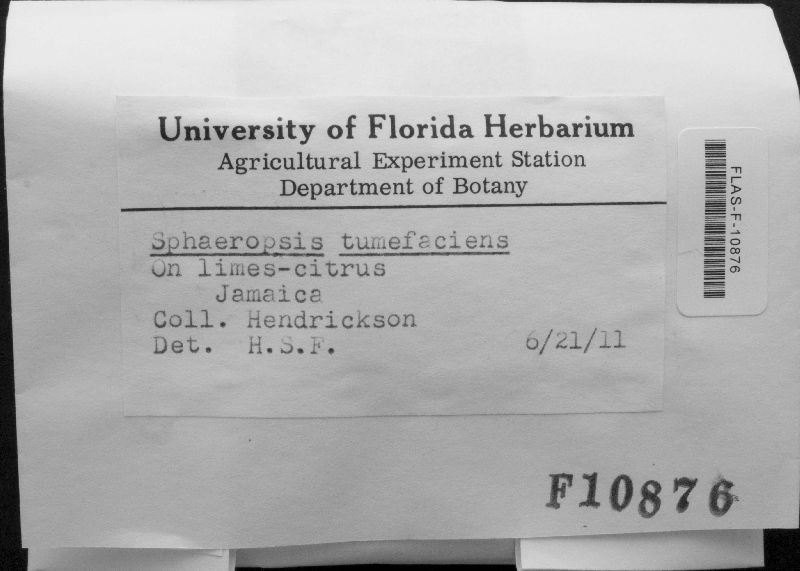 University of Florida Herbarium
Agricultural Experiment Station
Department of Botany
Sphaeropsis tumefaciens
On limes-citrus
Jamaica
Coll. Hendrickson
Det. H.S.F. 6/21/11
FLAS-F-10876
F10876